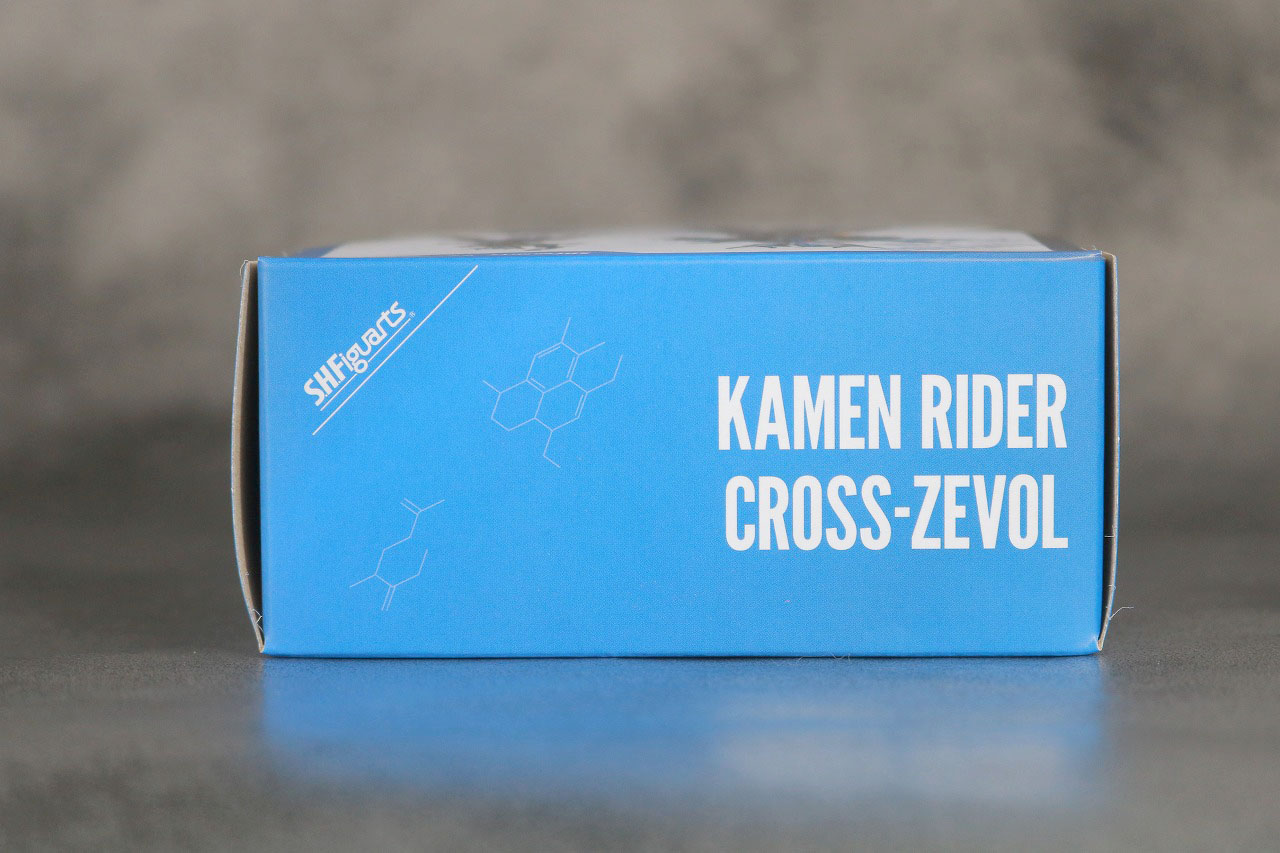 S.H.Figuarts®
KAMEN RIDER
CROSS-ZEVOL